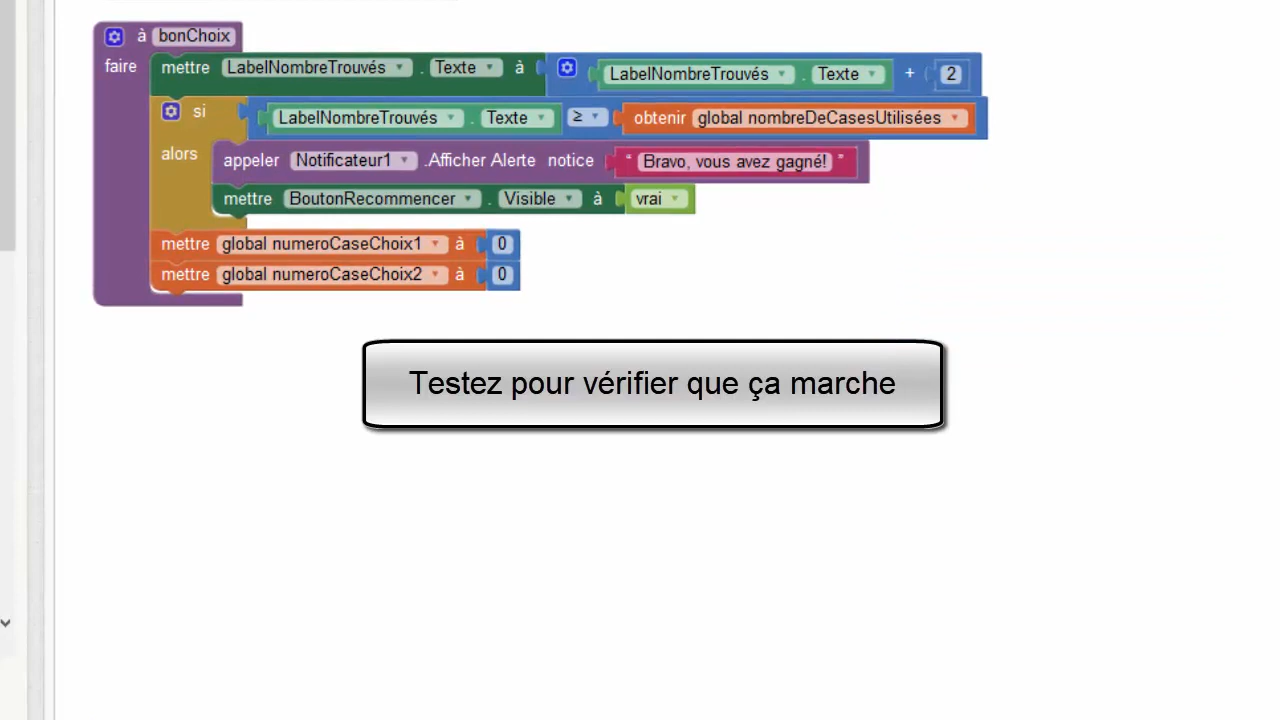 à bonChoix
faire mettre LabelNombreTrouvés . Texte à LabelNombreTrouvés . Texte + 2
si LabelNombreTrouvés . Texte ≥ obtenir global nombreDeCasesUtilisées
alors appeler Notificateur1 .Afficher Alerte notice “ Bravo, vous avez gagné! ”
mettre BoutonRecommencer . Visible à vrai
mettre global numeroCaseChoix1 à 0
mettre global numeroCaseChoix2 à 0
Testez pour vérifier que ça marche